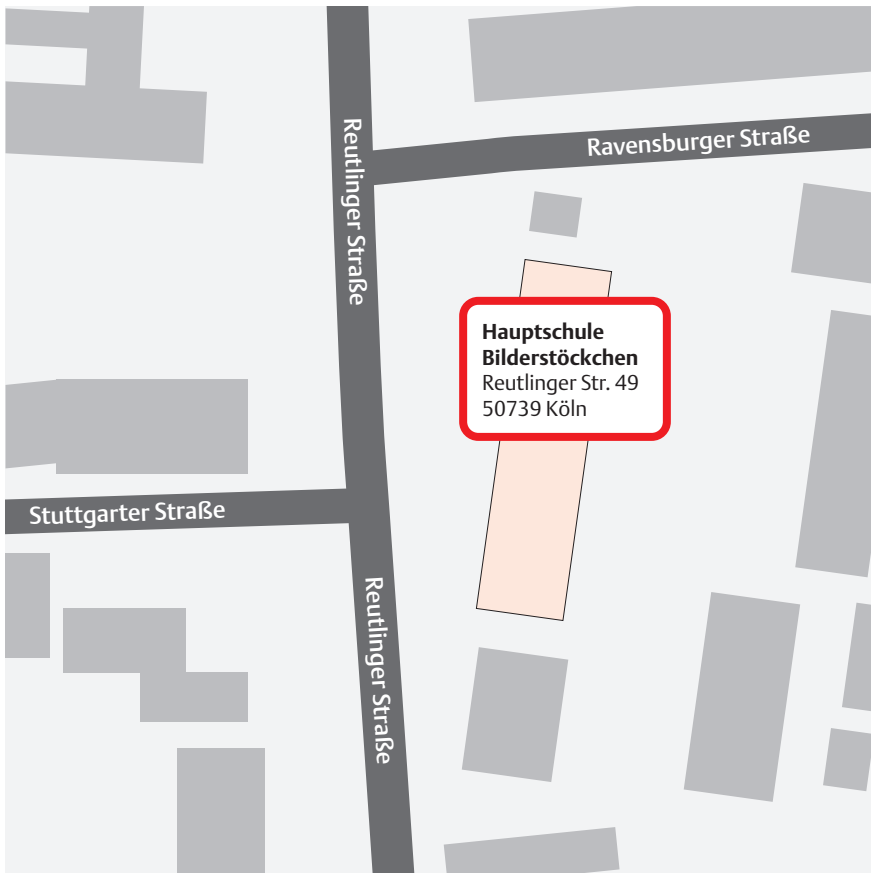 Ravensburger Straße
Reutlinger Straße
Hauptschule
Bilderstöckchen
Reutlinger Str. 49
50739 Köln
Stuttgarter Straße
Reutlinger Straße